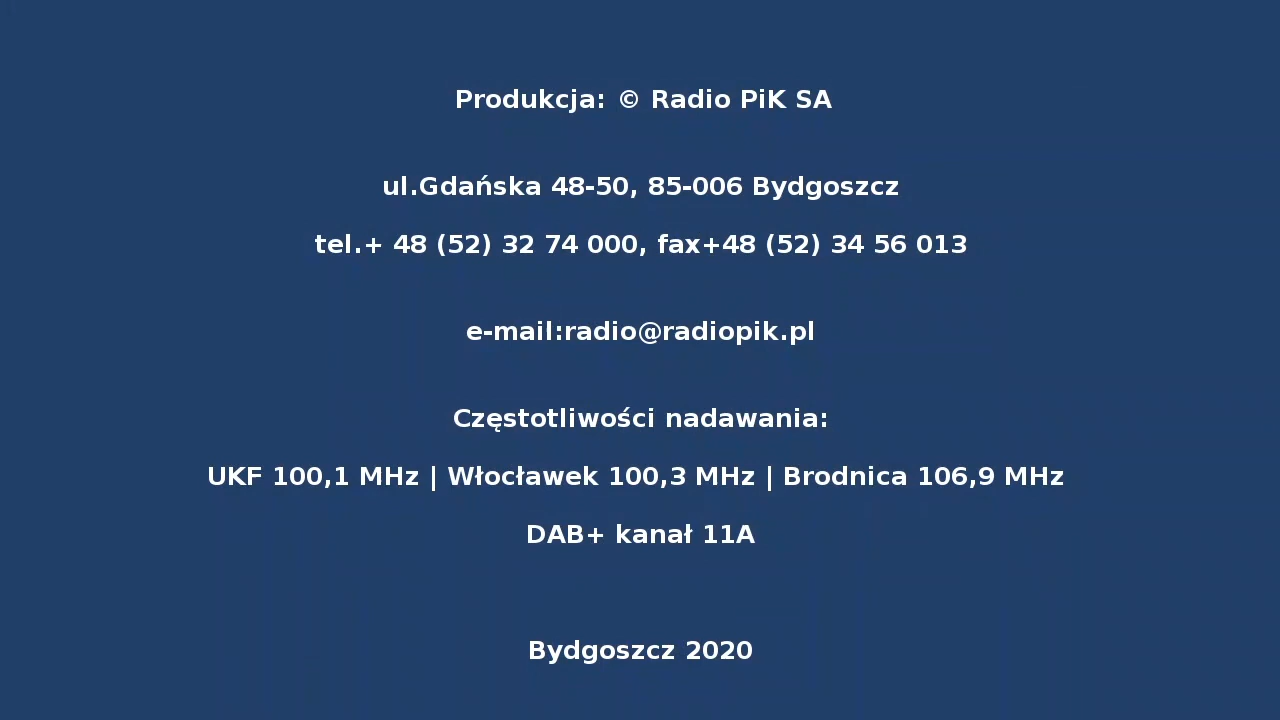 Produkcja: © Radio PiK SA
ul.Gdańska 48-50, 85-006 Bydgoszcz
tel.+ 48 (52) 32 74 000, fax+48 (52) 34 56 013
e-mail:radio@radiopik.pl
Częstotliwości nadawania:
UKF 100,1 MHz | Włocławek 100,3 MHz | Brodnica 106,9 MHz
DAB+ kanał 11A
Bydgoszcz 2020